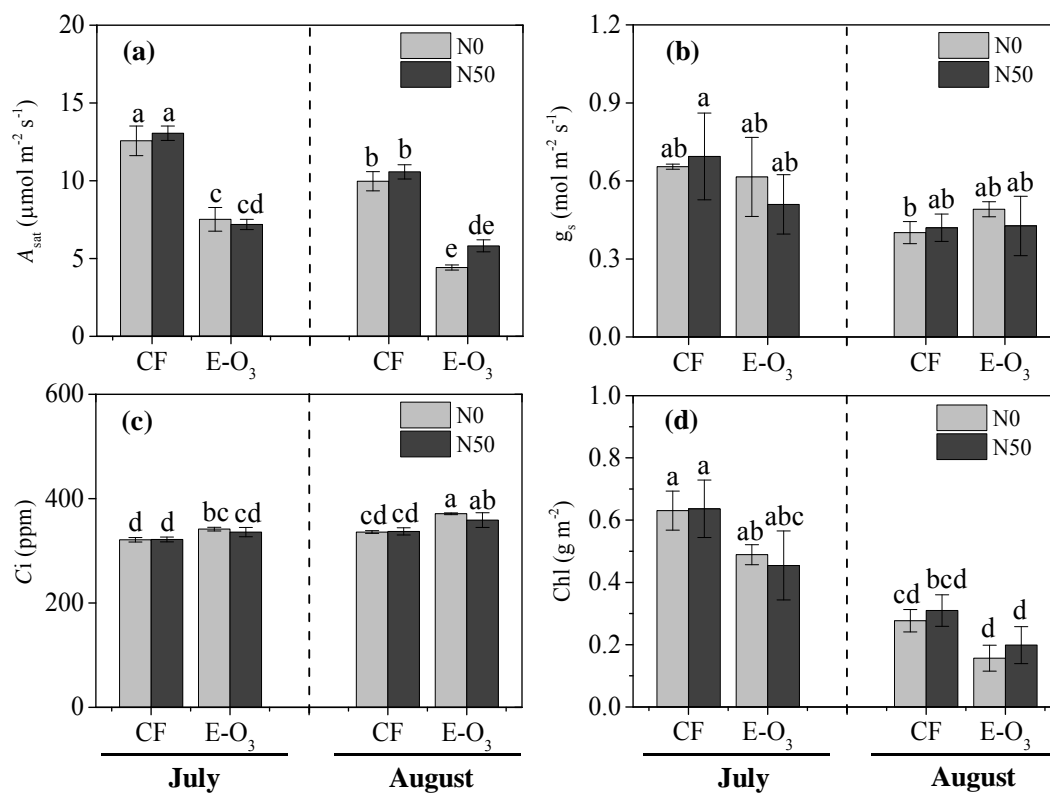 (a)
N0
N50
20
15
10
5
0
A_sat (µmol m⁻² s⁻¹)
a a
c cd
b b
e de
CF E-O₃ CF E-O₃
(b)
N0
N50
1.2
0.9
0.6
0.3
0.0
g_s (mol m⁻² s⁻¹)
ab a
ab ab
b ab
ab ab
CF E-O₃ CF E-O₃
(c)
N0
N50
600
400
200
0
Ci (ppm)
d d
bc cd
cd cd
a ab
CF E-O₃ CF E-O₃
July August
(d)
N0
N50
1.0
0.8
0.6
0.4
0.2
0.0
Chl (g m⁻²)
a a
ab abc
cd bcd
d d
CF E-O₃ CF E-O₃
July August